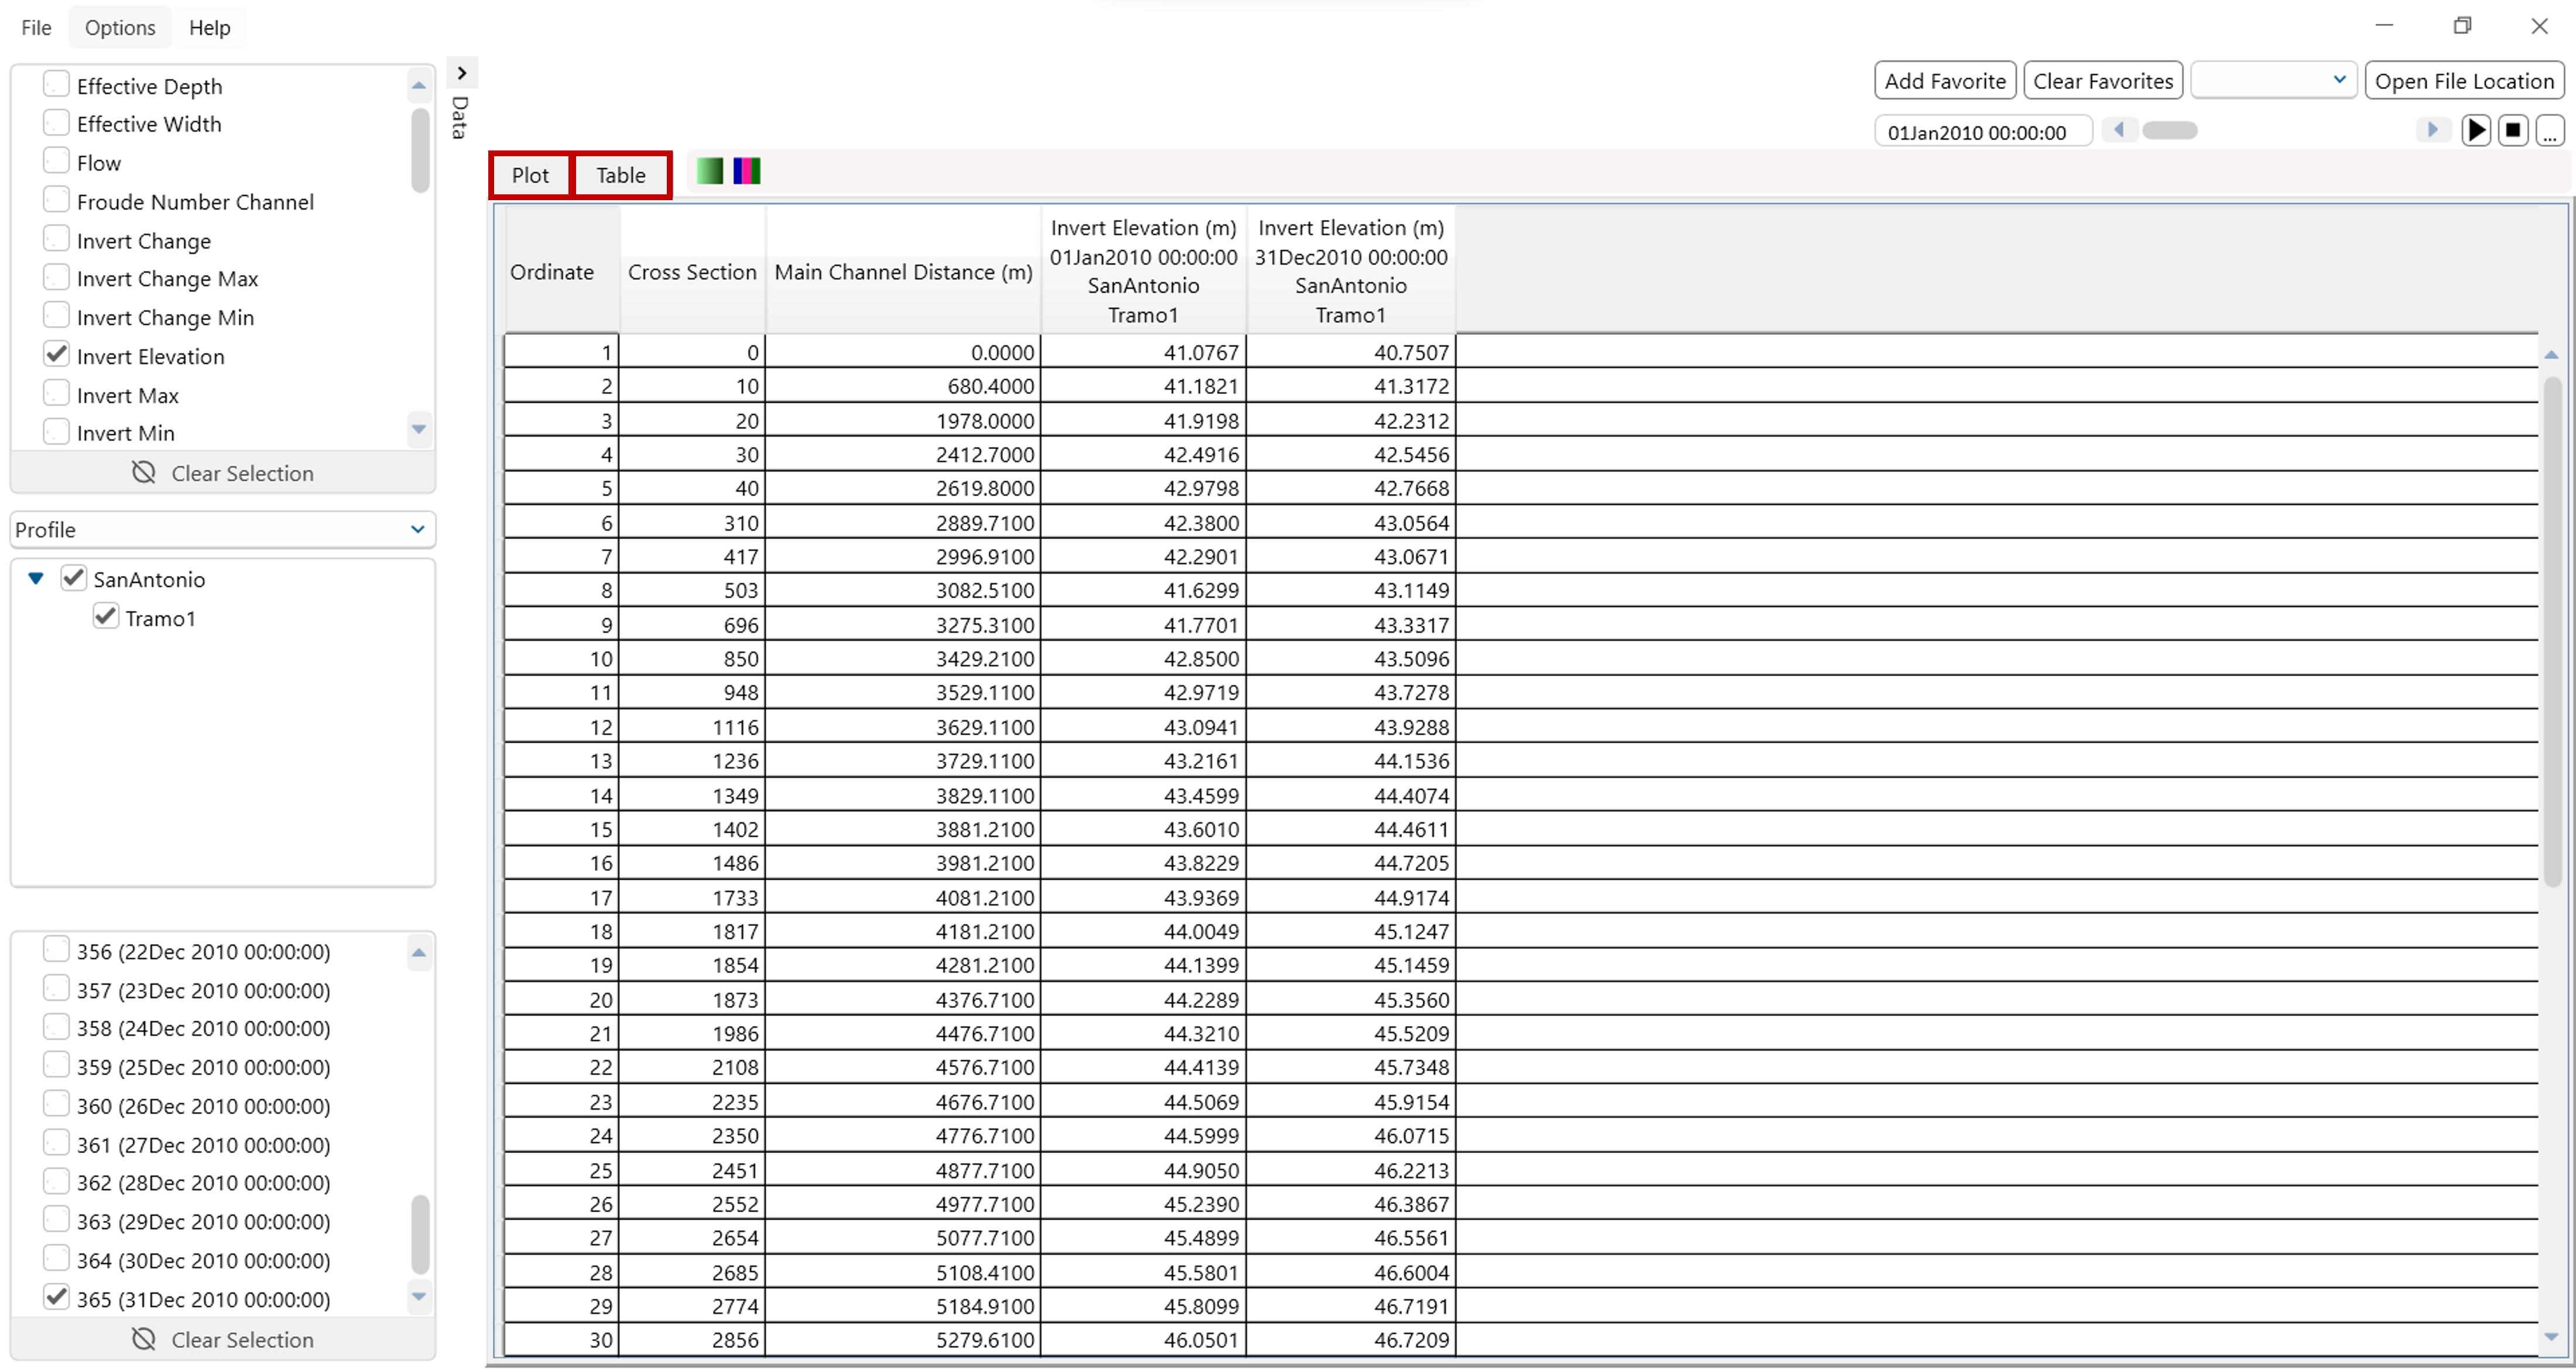 File Options Help
Effective Depth
Effective Width
Flow
Froude Number Channel
Invert Change
Invert Change Max
Invert Change Min
Invert Elevation
Invert Max
Invert Min
Clear Selection
Profile
SanAntonio
Tramo1
356 (22Dec 2010 00:00:00)
357 (23Dec 2010 00:00:00)
358 (24Dec 2010 00:00:00)
359 (25Dec 2010 00:00:00)
360 (26Dec 2010 00:00:00)
361 (27Dec 2010 00:00:00)
362 (28Dec 2010 00:00:00)
363 (29Dec 2010 00:00:00)
364 (30Dec 2010 00:00:00)
365 (31Dec 2010 00:00:00)
Clear Selection
Data
Add Favorite Clear Favorites Open File Location
01Jan2010 00:00:00 ...
Plot Table
Ordinate Cross Section Main Channel Distance (m)
Invert Elevation (m)
01Jan2010 00:00:00
SanAntonio
Tramo1
Invert Elevation (m)
31Dec2010 00:00:00
SanAntonio
Tramo1
1 0 0.0000 41.0767 40.7507
2 10 680.4000 41.1821 41.3172
3 20 1978.0000 41.9198 42.2312
4 30 2412.7000 42.4916 42.5456
5 40 2619.8000 42.9798 42.7668
6 310 2889.7100 42.3800 43.0564
7 417 2996.9100 42.2901 43.0671
8 503 3082.5100 41.6299 43.1149
9 696 3275.3100 41.7701 43.3317
10 850 3429.2100 42.8500 43.5096
11 948 3529.1100 42.9719 43.7278
12 1116 3629.1100 43.0941 43.9288
13 1236 3729.1100 43.2161 44.1536
14 1349 3829.1100 43.4599 44.4074
15 1402 3881.2100 43.6010 44.4611
16 1486 3981.2100 43.8229 44.7205
17 1733 4081.2100 43.9369 44.9174
18 1817 4181.2100 44.0049 45.1247
19 1854 4281.2100 44.1399 45.1459
20 1873 4376.7100 44.2289 45.3560
21 1986 4476.7100 44.3210 45.5209
22 2108 4576.7100 44.4139 45.7348
23 2235 4676.7100 44.5069 45.9154
24 2350 4776.7100 44.5999 46.0715
25 2451 4877.7100 44.9050 46.2213
26 2552 4977.7100 45.2390 46.3867
27 2654 5077.7100 45.4899 46.5561
28 2685 5108.4100 45.5801 46.6004
29 2774 5184.9100 45.8099 46.7191
30 2856 5279.6100 46.0501 46.7209